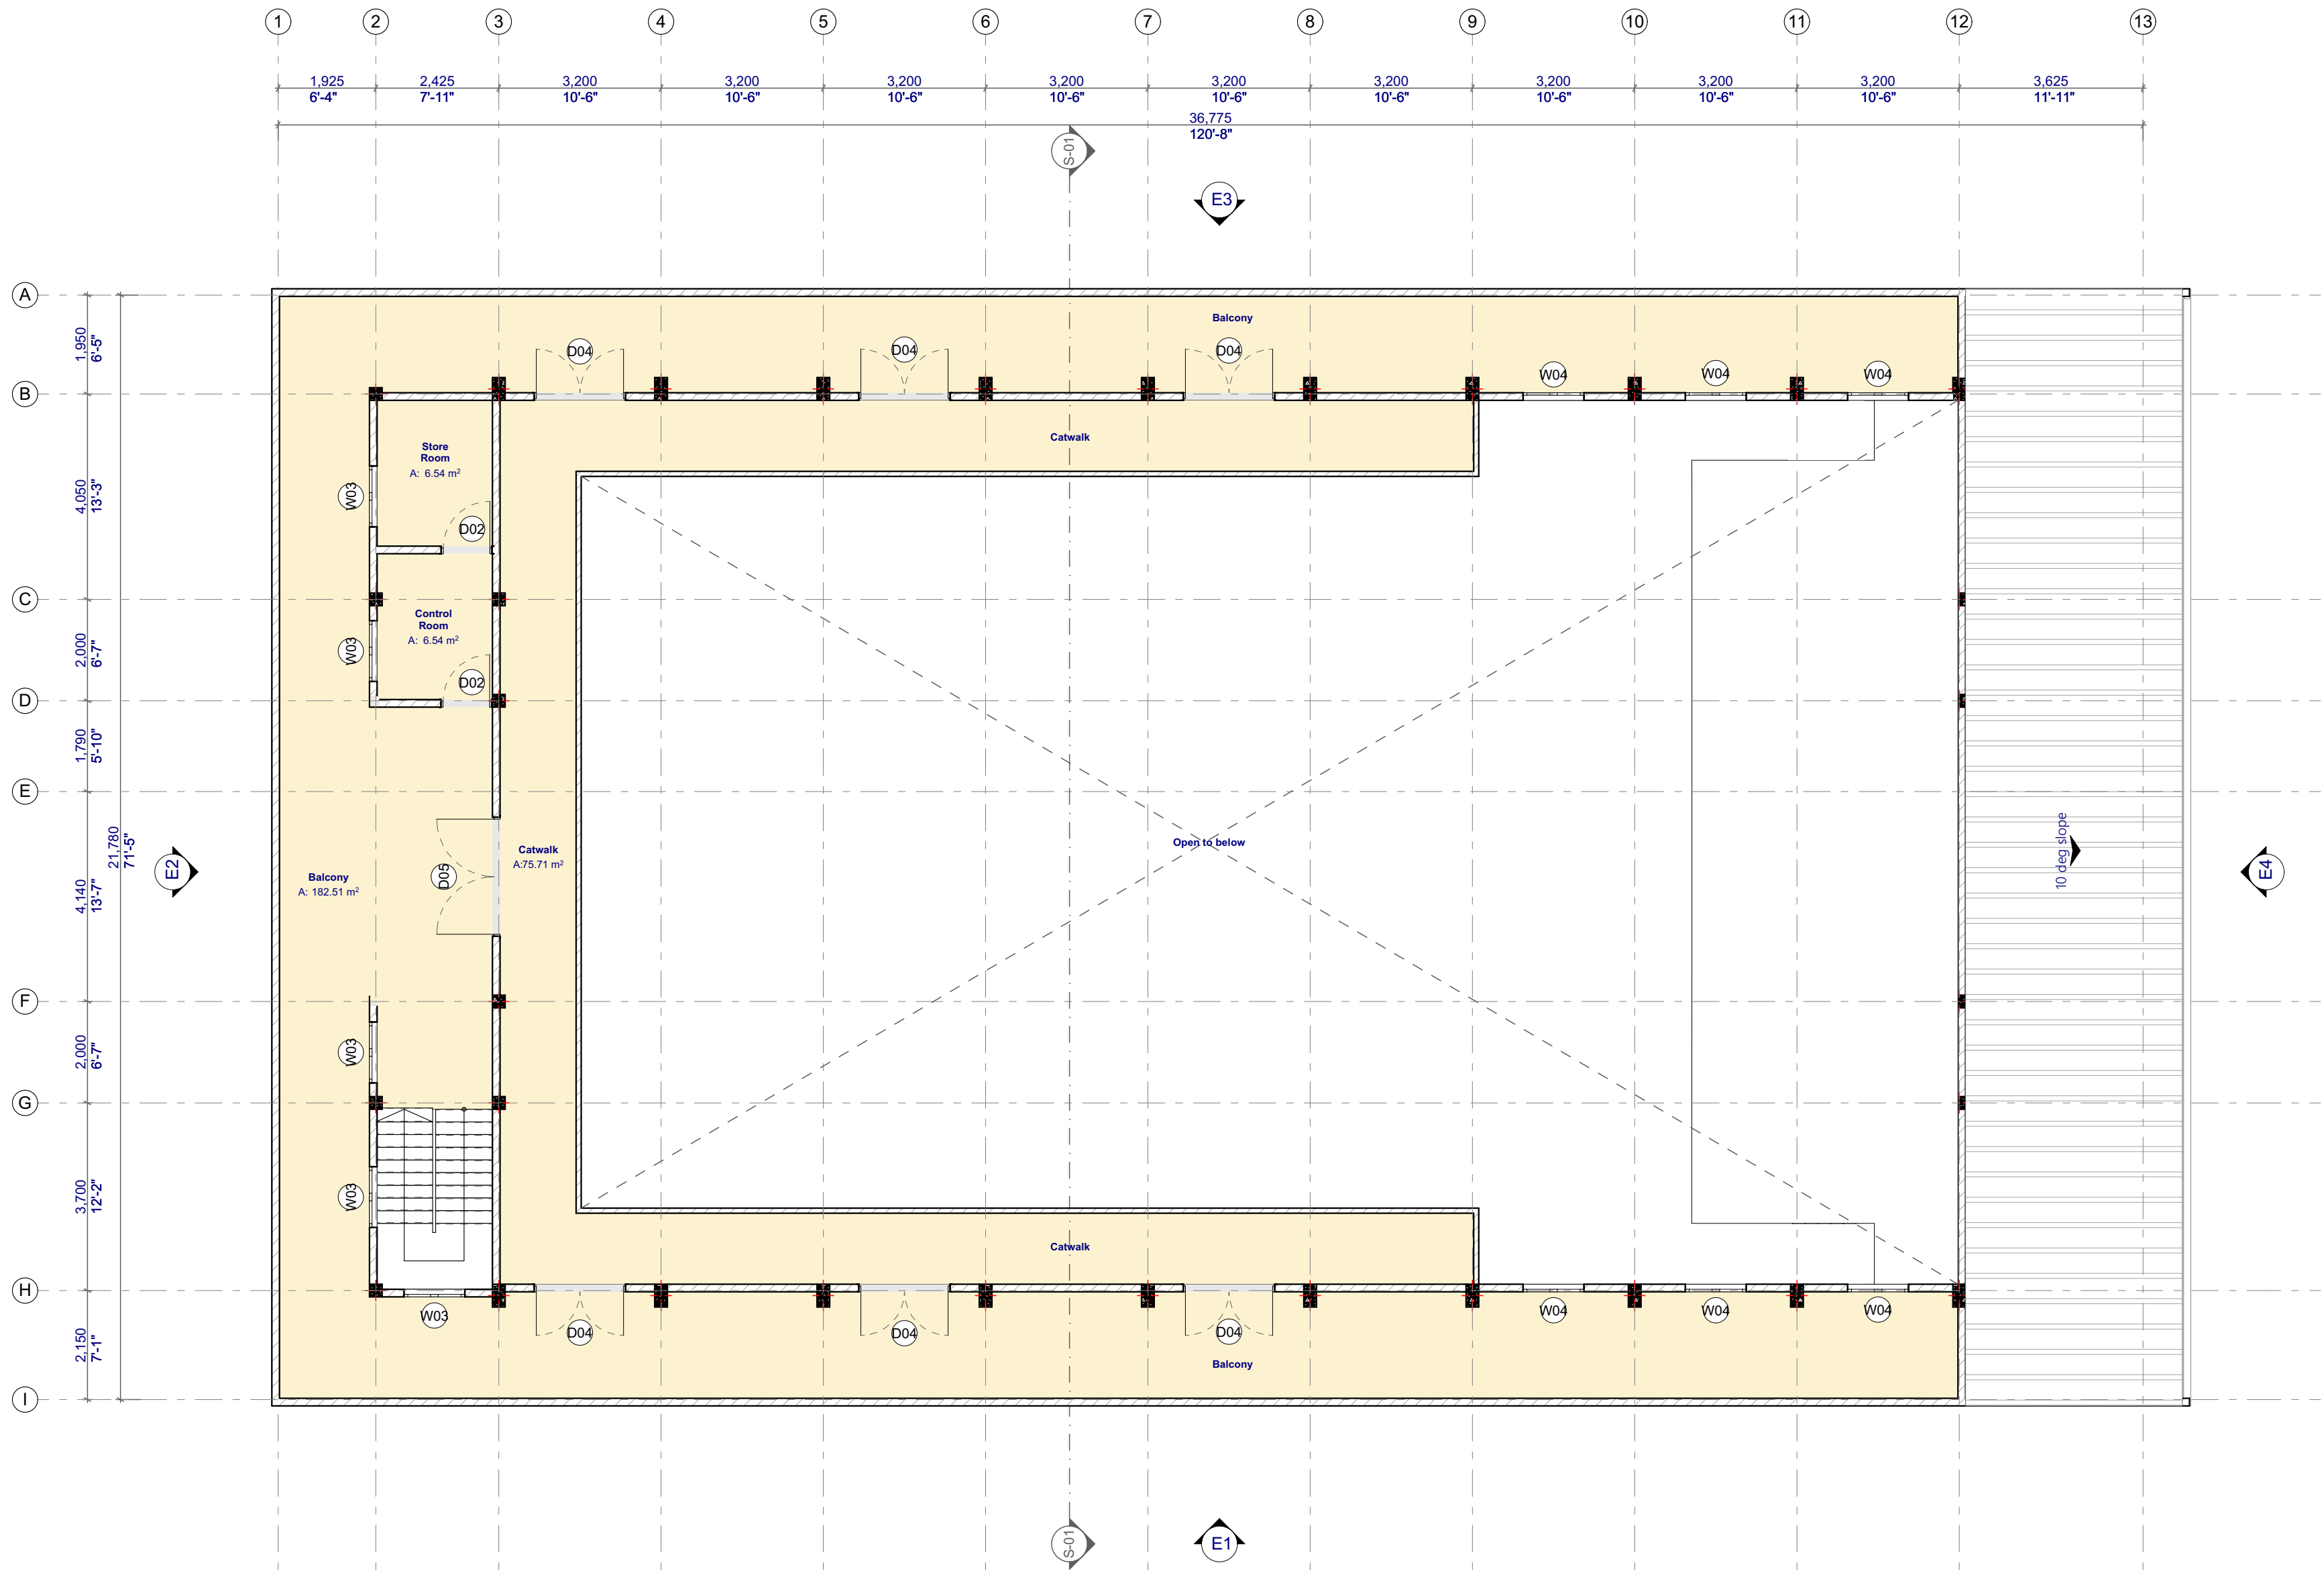 1 2 3 4 5 6 7 8 9 10 11 12 13
1,925 2,425 3,200 3,200 3,200 3,200 3,200 3,200 3,200 3,200 3,200 3,625
6'-4" 7'-11" 10'-6" 10'-6" 10'-6" 10'-6" 10'-6" 10'-6" 10'-6" 10'-6" 10'-6" 11'-11"
36,775
120'-8"
S-01
E3
A
Balcony
1,950
6'-5"
D04 D04 D04
W04 W04 W04
B
Catwalk
Store
Room
A: 6.54 m²
4,050
13'-3"
W03
D02
C
Control
Room
A: 6.54 m²
2,000
6'-7"
W03
D02
D
1,790
5'-10"
E
21,780
71'-5"
E2
Catwalk
A:75.71 m²
Open to below
10 deg slope
E4
D05
Balcony
A: 182.51 m²
4,140
13'-7"
F
2,000
6'-7"
W03
G
3,700
12'-2"
W03
Catwalk
H
W03
W04 W04 W04
D04 D04 D04
2,150
7'-1"
Balcony
I
S-01
E1